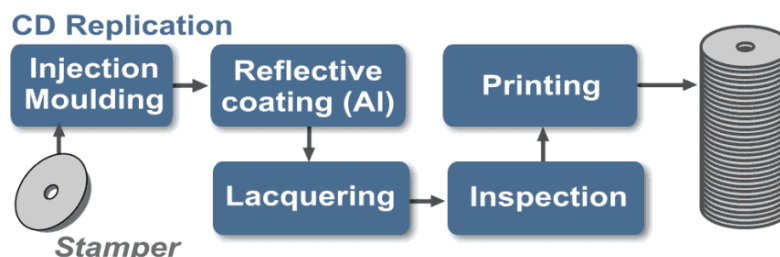 CD Replication
Injection
Moulding
Reflective
coating (Al)
Printing
Lacquering
Inspection
Stamper